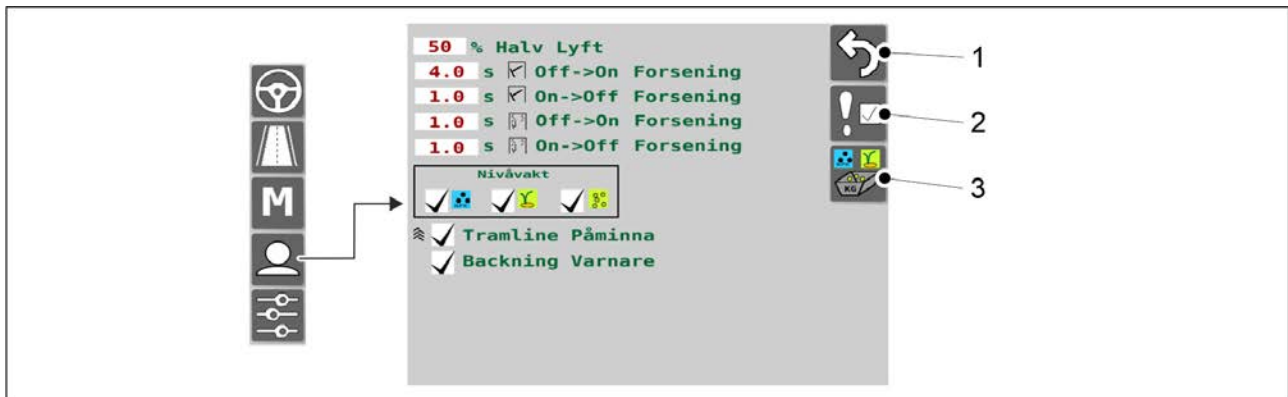 50 % Halv Lyft
4.0 s Off->On Forsening
1.0 s On->Off Forsening
1.0 s Off->On Forsening
1.0 s On->Off Forsening
Nivåvakt
Tramline Påminna
Backning Varnare
M
KG
1
2
3